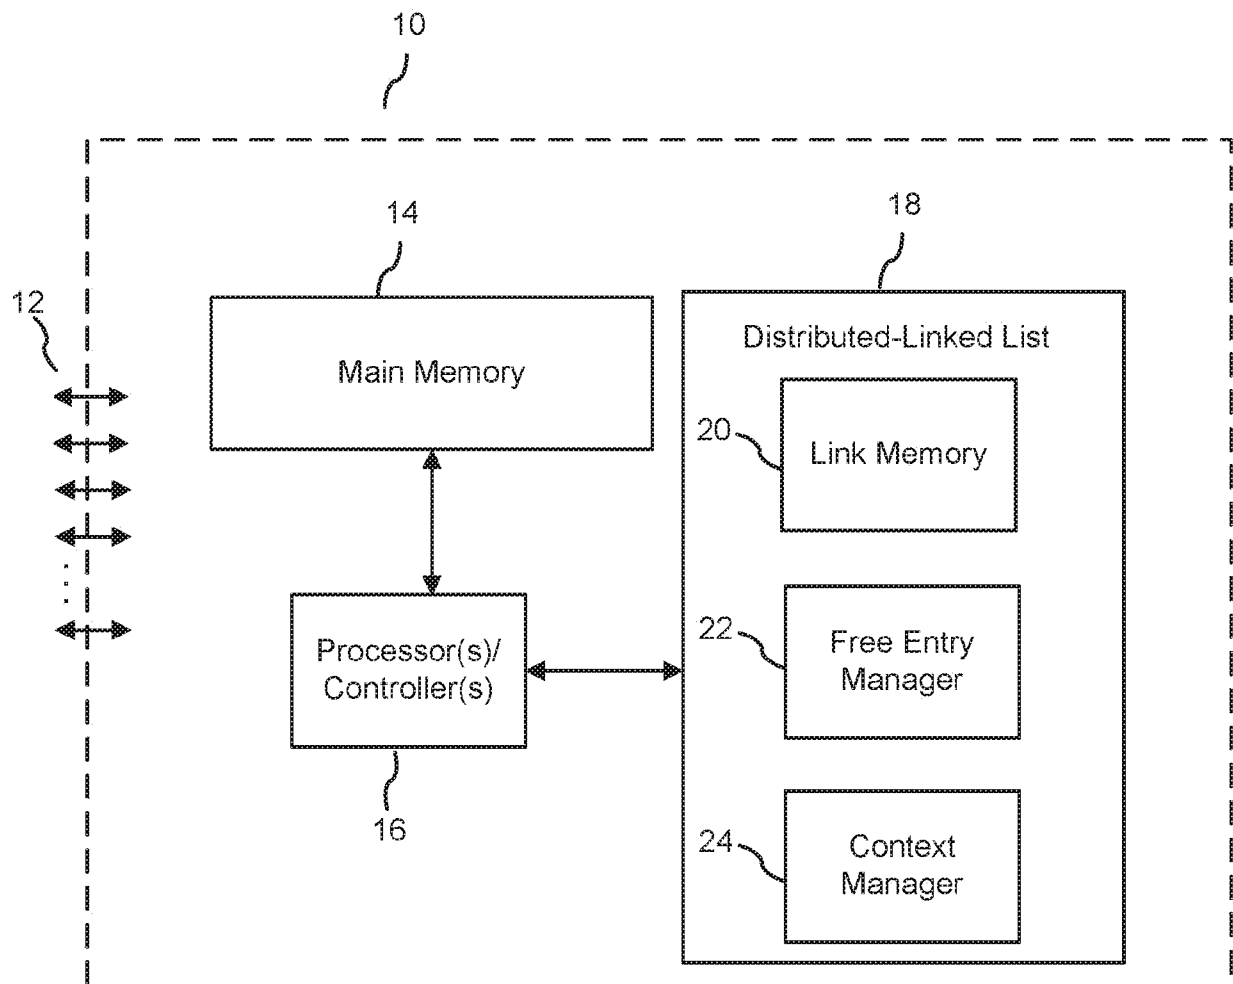 10
14
18
12
Main Memory
Distributed-Linked List
20
Link Memory
Processor(s)/
Controller(s)
22
Free Entry
Manager
16
24
Context
Manager